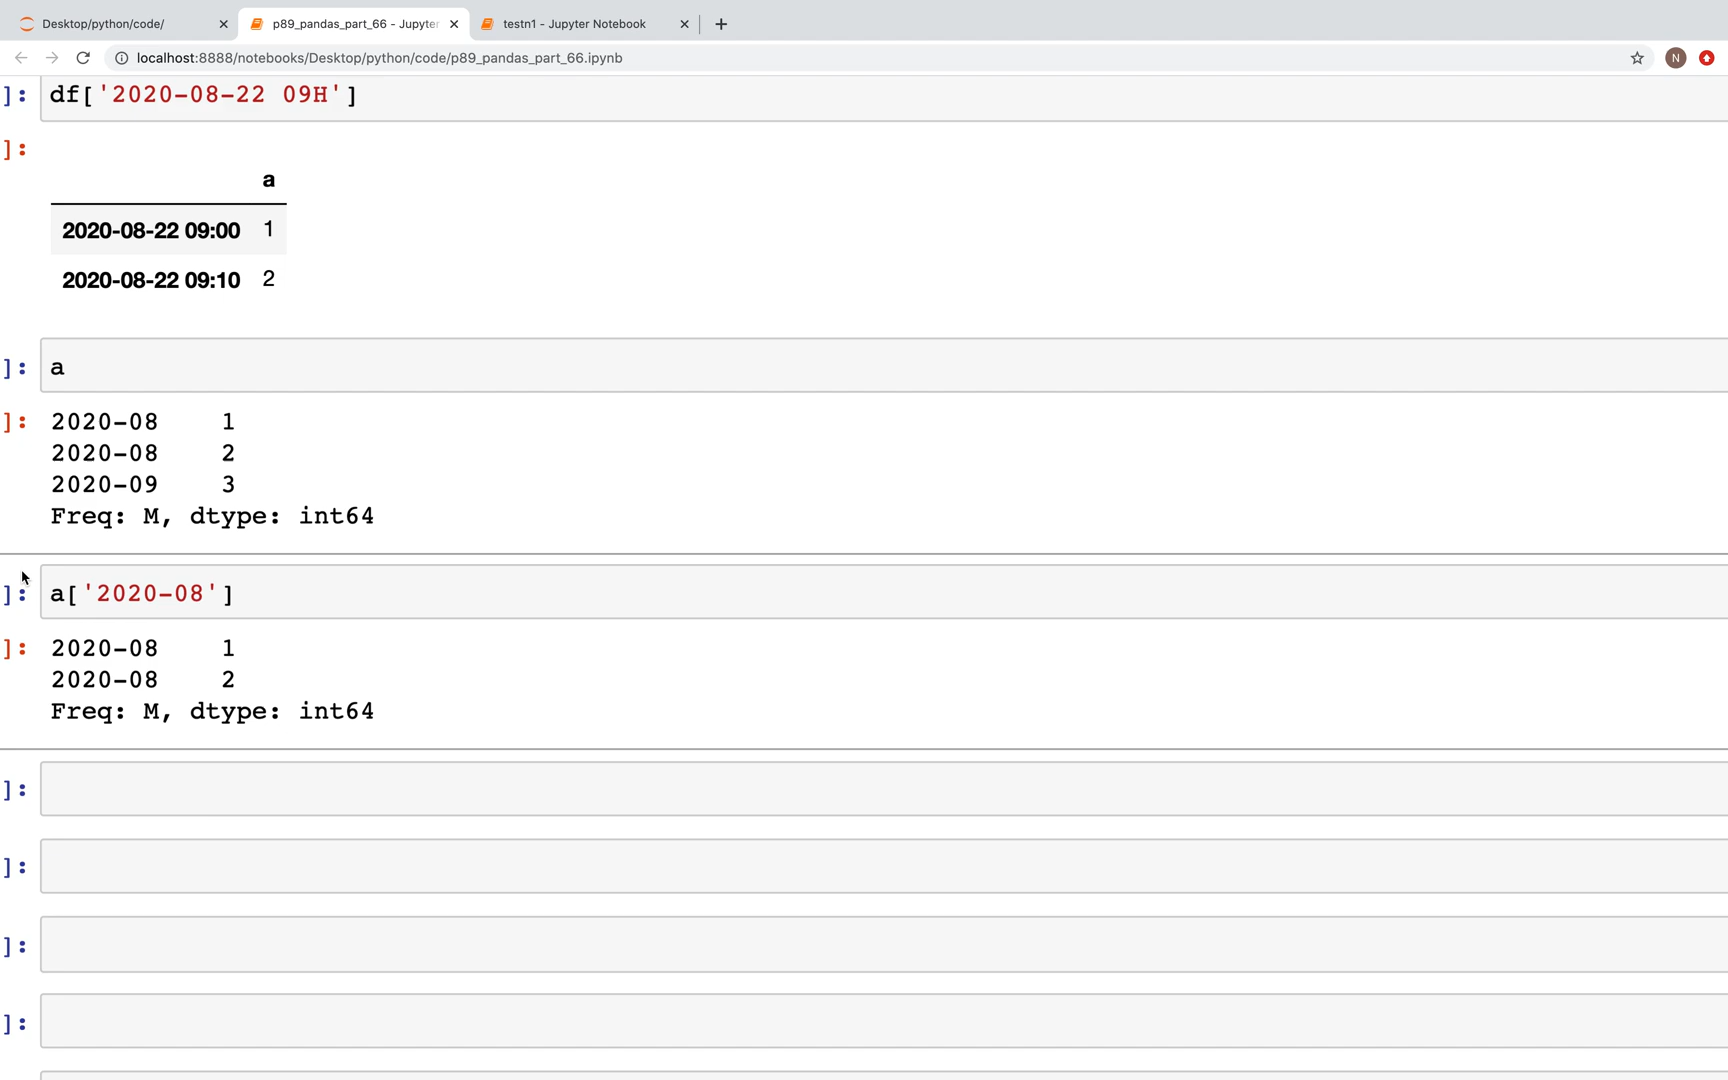 Desktop/python/code/
p89_pandas_part_66 - Jupyter
testn1 - Jupyter Notebook
localhost:8888/notebooks/Desktop/python/code/p89_pandas_part_66.ipynb
N
]: df['2020-08-22 09H']
]:
a
2020-08-22 09:00 1
2020-08-22 09:10 2
]: a
]: 2020-08 1
2020-08 2
2020-09 3
Freq: M, dtype: int64
]: a['2020-08']
]: 2020-08 1
2020-08 2
Freq: M, dtype: int64
]:
]:
]:
]: